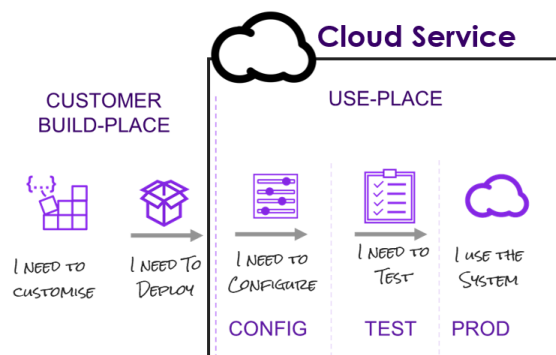 Cloud Service
CUSTOMER
BUILD-PLACE
USE-PLACE
{...}
I NEED TO
CUSTOMISE
I NEED TO
DEPLOY
I NEED TO
CONFIGURE
I NEED TO
TEST
I USE THE
SYSTEM
CONFIG
TEST
PROD